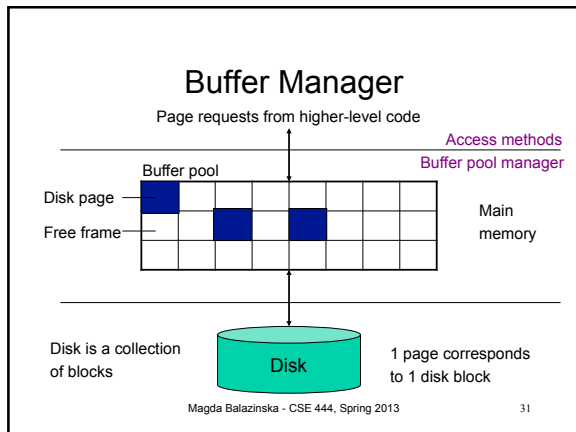 Buffer Manager
Page requests from higher-level code
Access methods
Buffer pool manager
Buffer pool
Disk page
Free frame
Main
memory
Disk is a collection
of blocks
Disk
1 page corresponds
to 1 disk block
Magda Balazinska - CSE 444, Spring 2013
31